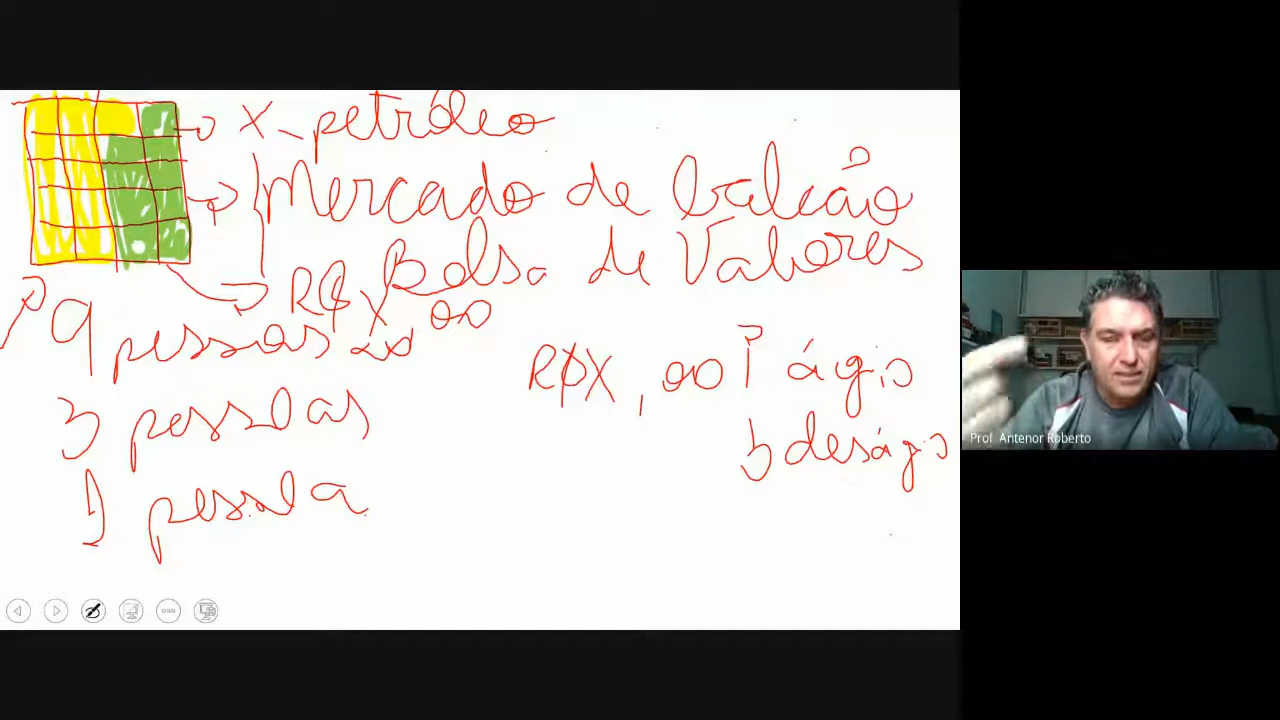 X_petróleo
Mercado de balcão
Bolsa de Valores
R$ X, 00
9 pessoas
3 pessoas
1 pessoa
R$X, 00 ↑ ágio
↓ deságio
Prof Antenor Roberto